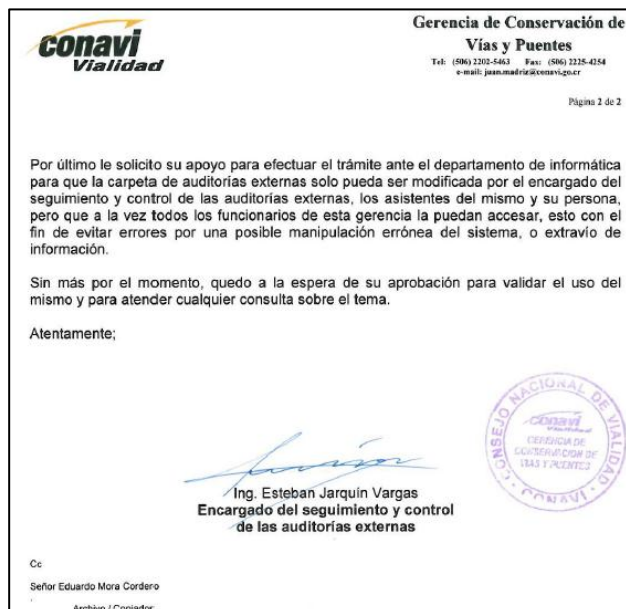 conavi
Vialidad
Gerencia de Conservación de
Vías y Puentes
Tel: (506) 2202-5463 Fax: (506) 2225-4254
e-mail: juan.madriz@conavi.go.cr
Página 2 de 2
Por último le solicito su apoyo para efectuar el trámite ante el departamento de informática
para que la carpeta de auditorías externas solo pueda ser modificada por el encargado del
seguimiento y control de las auditorías externas, los asistentes del mismo y su persona,
pero que a la vez todos los funcionarios de esta gerencia la puedan accesar, esto con el
fin de evitar errores por una posible manipulación errónea del sistema, o extravío de
información.
Sin más por el momento, quedo a la espera de su aprobación para validar el uso del
mismo y para atender cualquier consulta sobre el tema.
Atentamente;
CONSEJO NACIONAL DE VIALIDAD
conavi
Vialidad
GERENCIA DE
CONSERVACION DE
VIAS Y PUENTES
CONAVI
Ing. Esteban Jarquín Vargas
Encargado del seguimiento y control
de las auditorías externas
Cc
Señor Eduardo Mora Cordero
Archivo / Copiador